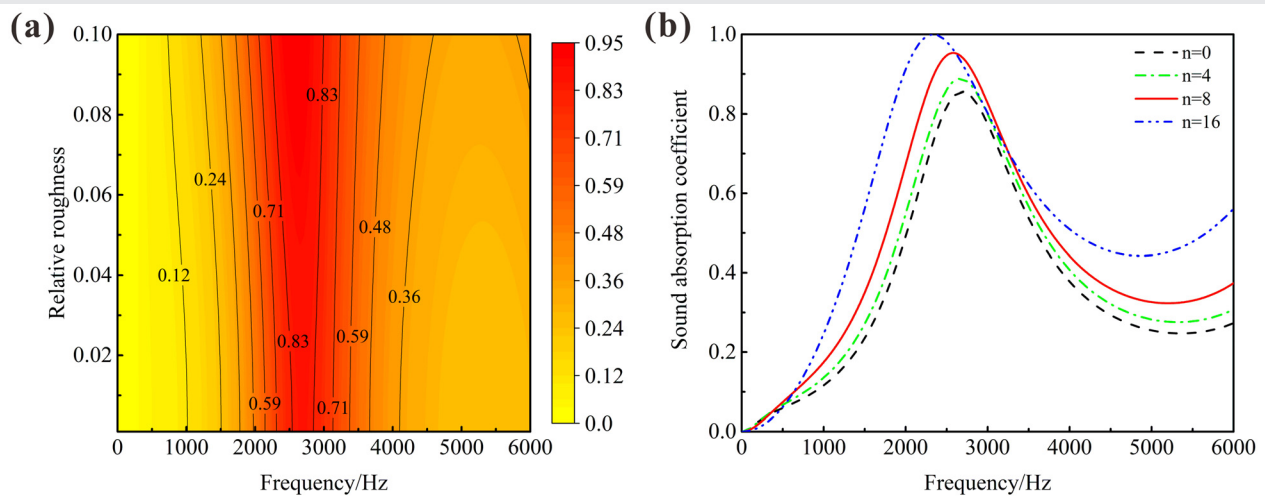 (a)
0.10
0.08
0.06
0.04
0.02
Relative roughness
0.83
0.24
0.71
0.48
0.12
0.36
0.83
0.59
0.59
0.71
0 1000 2000 3000 4000 5000 6000
Frequency/Hz
0.95
0.83
0.71
0.59
0.48
0.36
0.24
0.12
0.0
(b)
1.0
0.8
0.6
0.4
0.2
0.0
Sound absorption coefficient
n=0
n=4
n=8
n=16
0 1000 2000 3000 4000 5000 6000
Frequency/Hz